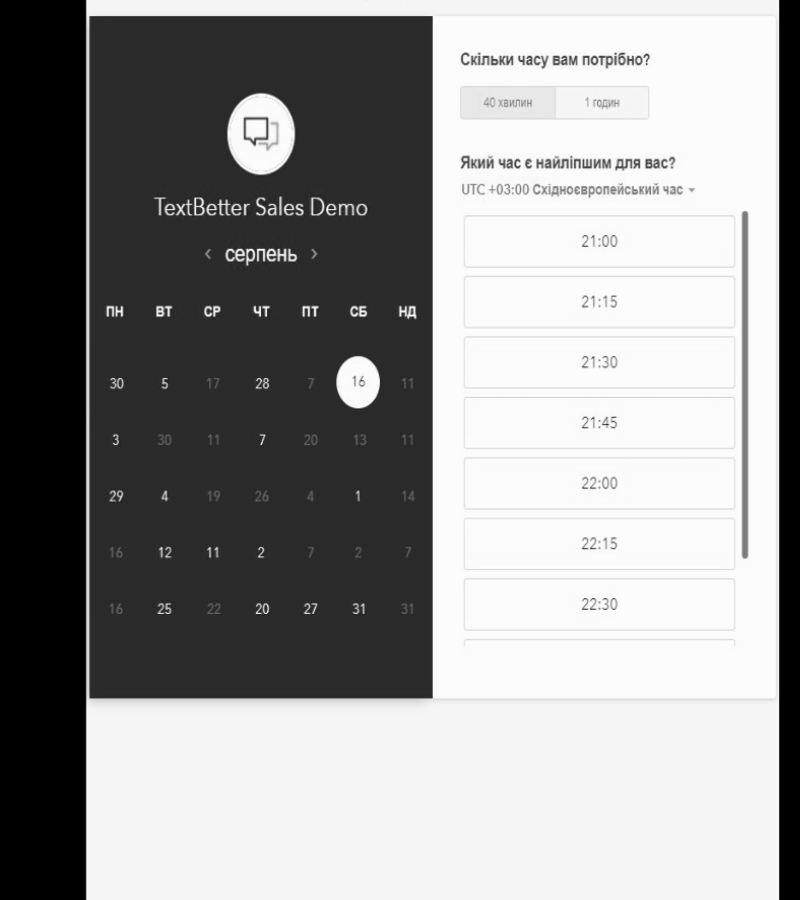 TextBetter Sales Demo
‹ серпень ›
ПН ВТ СР ЧТ ПТ СБ НД
30 5 17 28 7 16 11
3 30 11 7 20 13 11
29 4 19 26 4 1 14
16 12 11 2 7 2 7
16 25 22 20 27 31 31
Скільки часу вам потрібно?
40 хвилин 1 годин
Який час є найліпшим для вас?
UTC +03:00 Східноєвропейський час
21:00
21:15
21:30
21:45
22:00
22:15
22:30